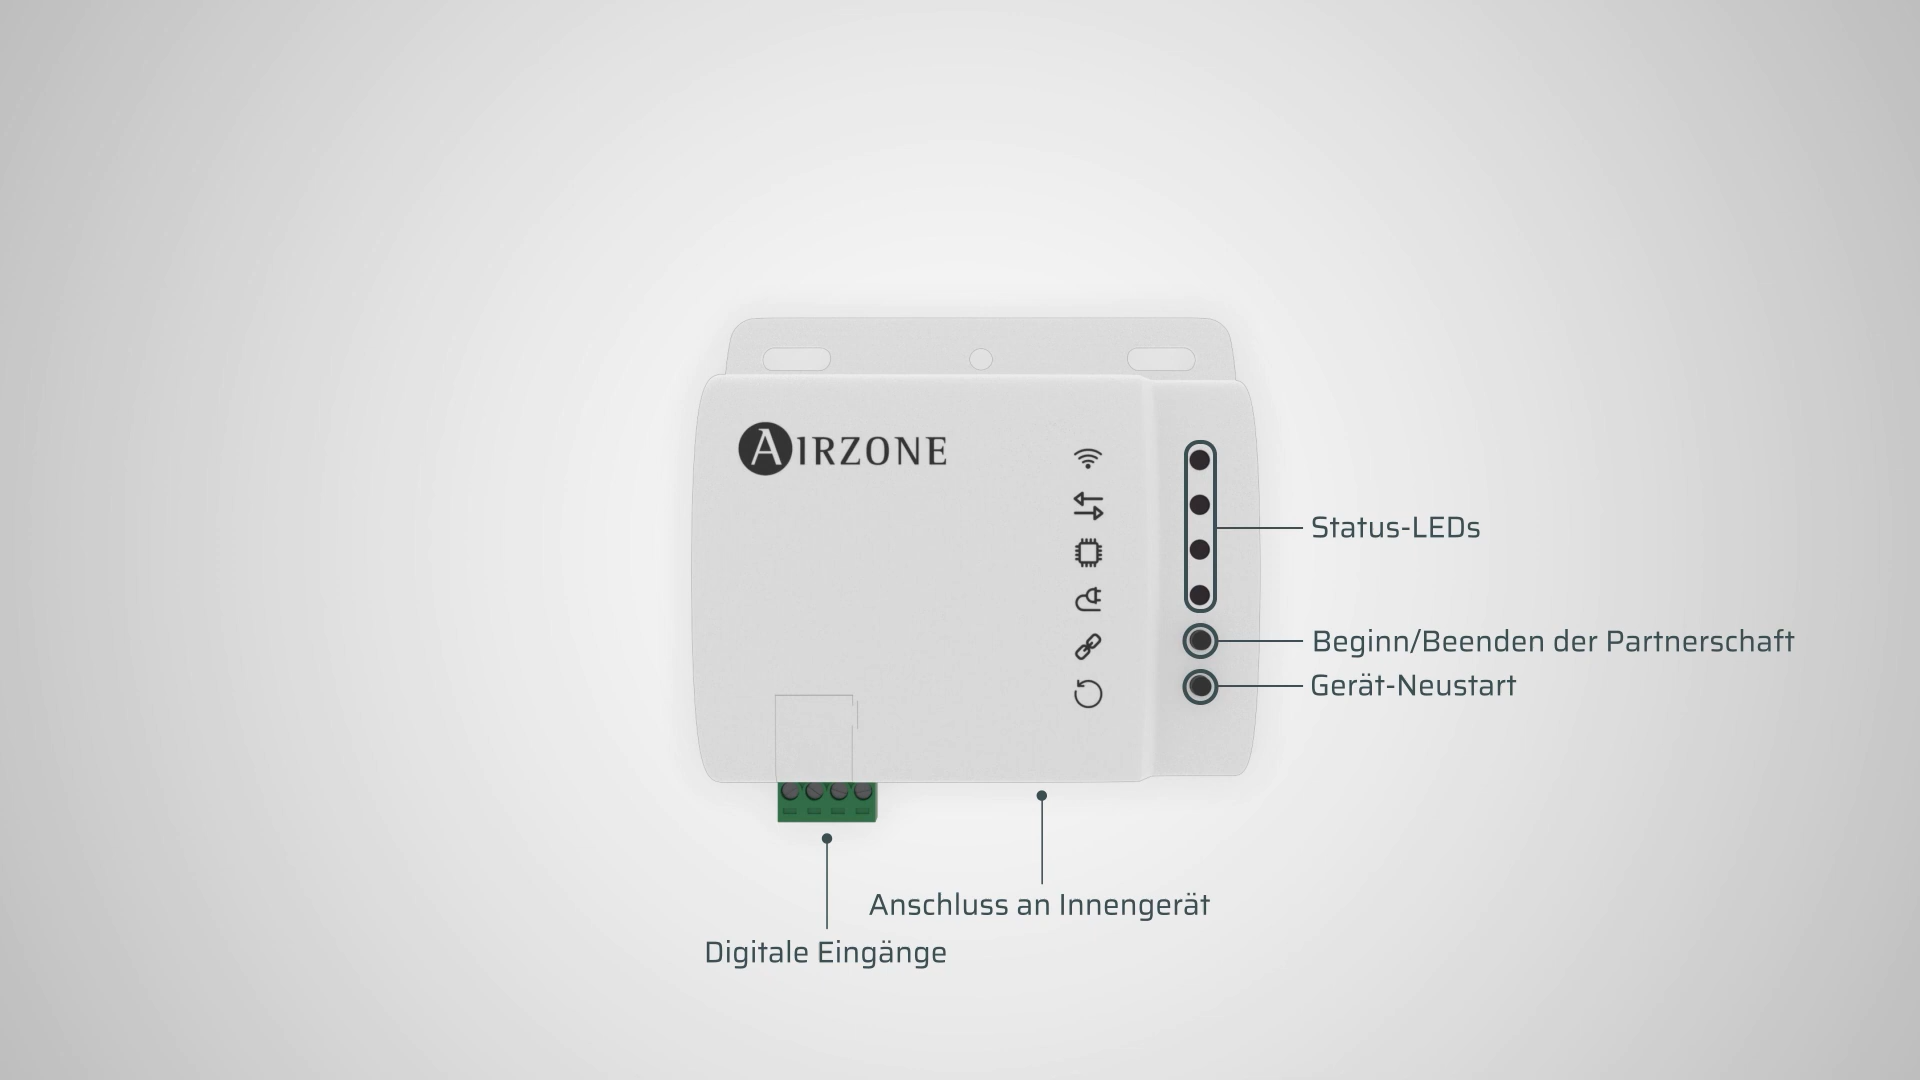 AIRZONE
Status-LEDs
Beginn/Beenden der Partnerschaft
Gerät-Neustart
Anschluss an Innengerät
Digitale Eingänge